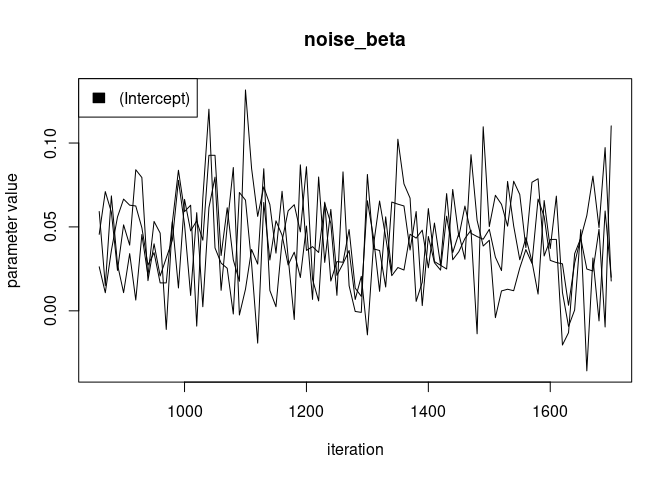 noise_beta
(Intercept)
parameter value
0.10
0.05
0.00
1000 1200 1400 1600
iteration